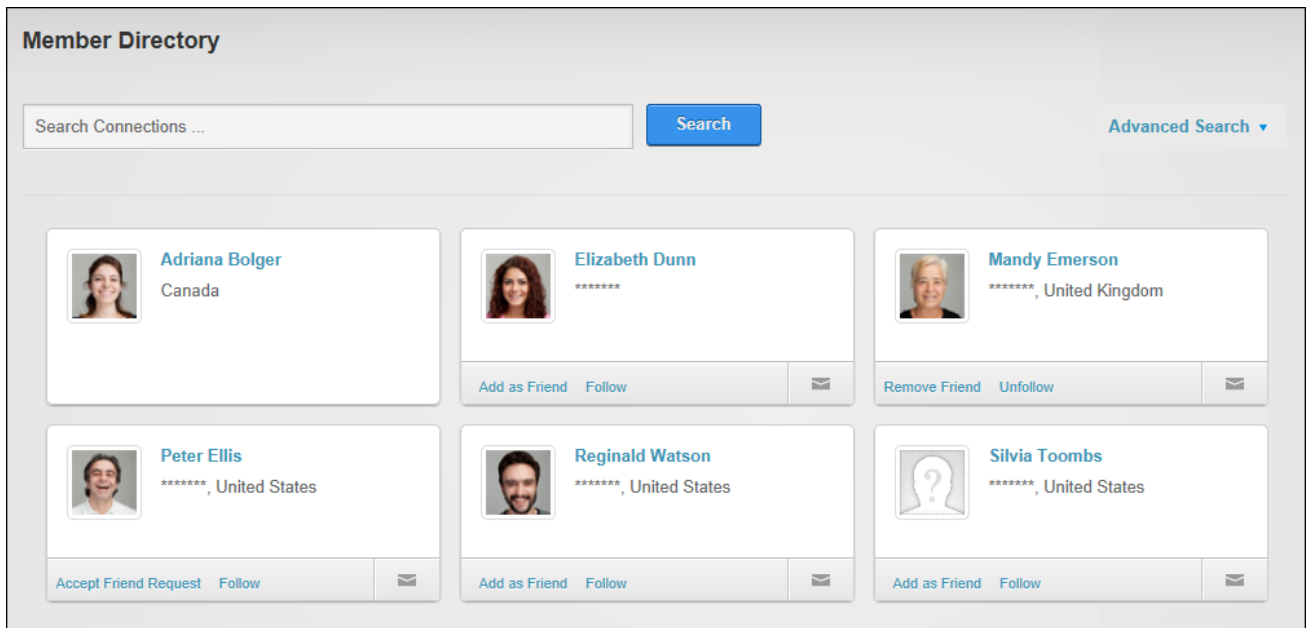 Member Directory
Search Connections ...
Search
Advanced Search
Adriana Bolger
Canada
Elizabeth Dunn
*******
Add as Friend Follow
Mandy Emerson
*******, United Kingdom
Remove Friend Unfollow
Peter Ellis
*******, United States
Accept Friend Request Follow
Reginald Watson
*******, United States
Add as Friend Follow
Silvia Toombs
*******, United States
Add as Friend Follow